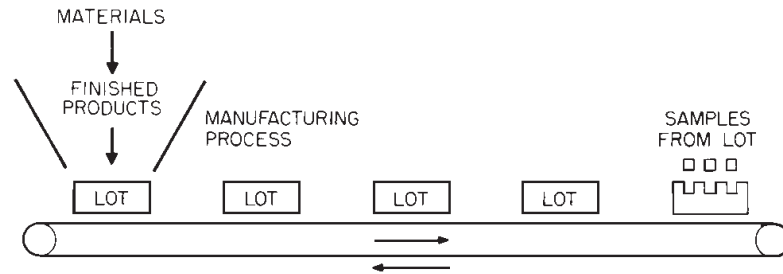 MATERIALS
FINISHED
PRODUCTS
MANUFACTURING
PROCESS
SAMPLES
FROM LOT
LOT
LOT
LOT
LOT